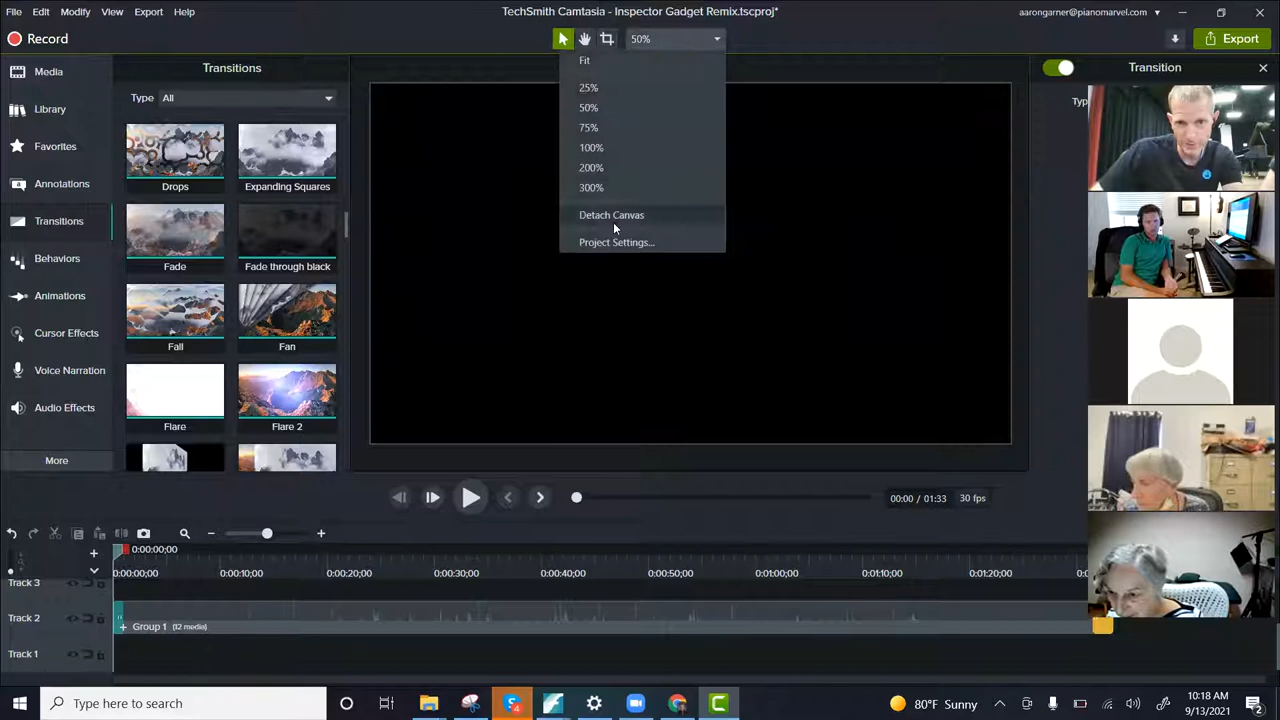 File Edit Modify View Export Help
TechSmith Camtasia - Inspector Gadget Remix.tscproj*
aarongarner@pianomarvel.com
Record
50%
Export
Media
Library
Favorites
Annotations
Transitions
Behaviors
Animations
Cursor Effects
Voice Narration
Audio Effects
More
Transitions
Type All
Drops
Expanding Squares
Fade
Fade through black
Fall
Fan
Flare
Flare 2
Fit
25%
50%
75%
100%
200%
300%
Detach Canvas
Project Settings...
Transition
Typ
00:00 / 01:33 30 fps
0:00:00;00
0:00:00;00 0:00:10;00 0:00:20;00 0:00:30;00 0:00:40;00 0:00:50;00 0:01:00;00 0:01:10;00 0:01:20;00 0:0
Track 3
Track 2
+ Group 1 (12 media)
Track 1
Type here to search
80°F Sunny
10:18 AM
9/13/2021
4
2